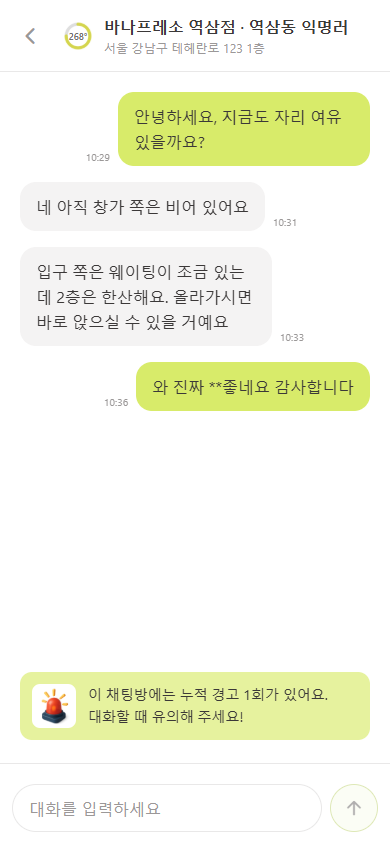 바나프레소 역삼점 · 역삼동 익명러
268°
서울 강남구 테헤란로 123 1층
안녕하세요, 지금도 자리 여유
있을까요?
10:29
네 아직 창가 쪽은 비어 있어요
10:31
입구 쪽은 웨이팅이 조금 있는
데 2층은 한산해요. 올라가시면
바로 앉으실 수 있을 거예요
10:33
와 진짜 **좋네요 감사합니다
10:36
이 채팅방에는 누적 경고 1회가 있어요.
대화할 때 유의해 주세요!
대화를 입력하세요